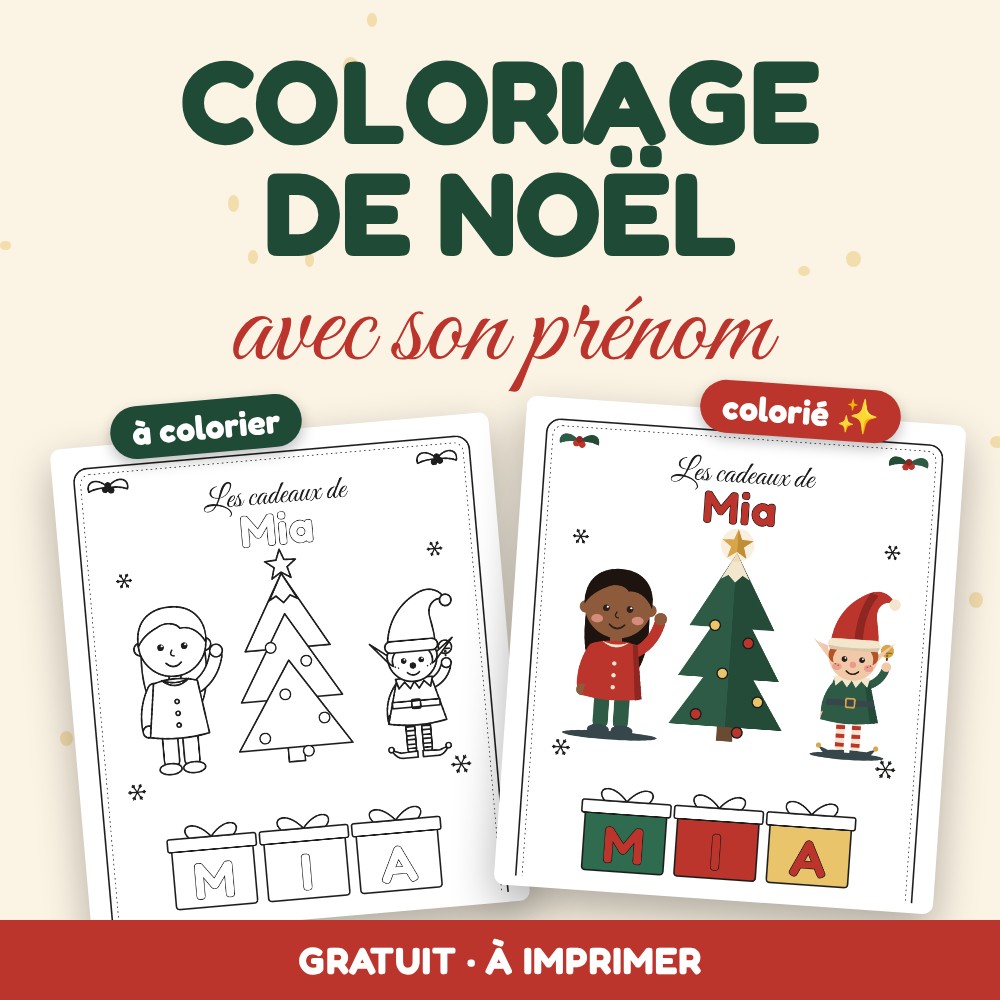 COLORIAGE
DE NOËL
avec son prénom
à colorier
colorié ✨
Les cadeaux de
Mia
Les cadeaux de
Mia
M I A
M I A
GRATUIT · À IMPRIMER